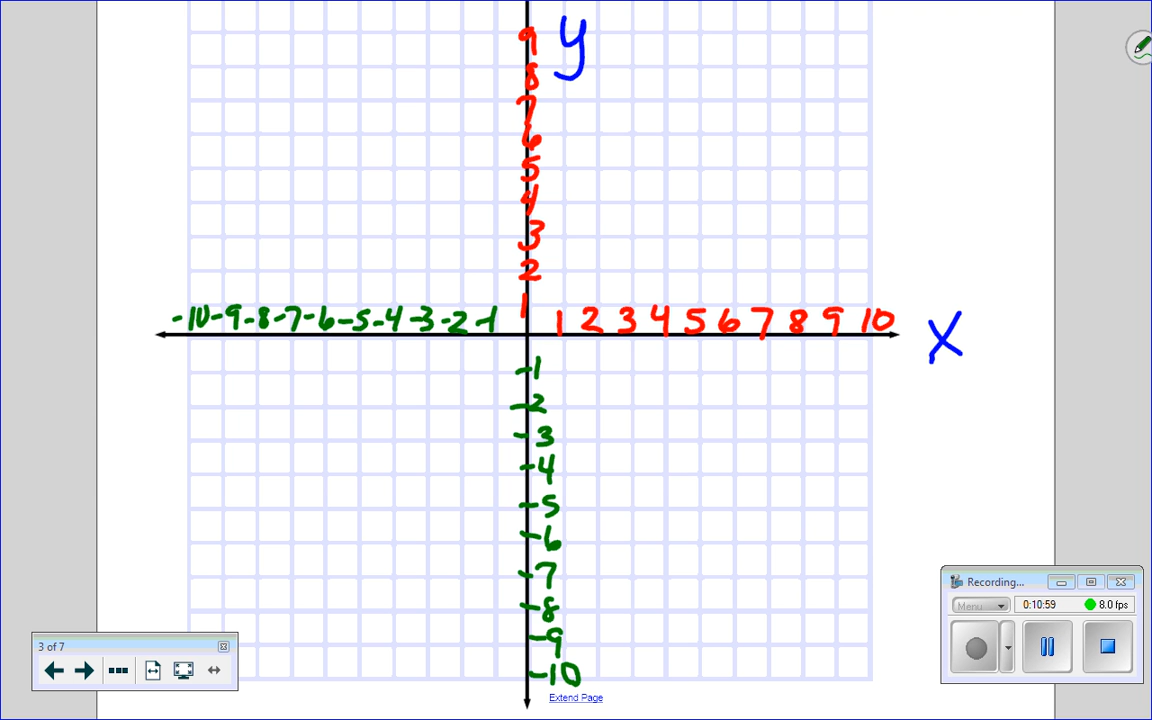 9
y
8
7
6
5
4
3
2
1
-10 -9 -8 -7 -6 -5 -4 -3 -2 -1
1 2 3 4 5 6 7 8 9 10
X
-1
-2
-3
-4
-5
-6
-7
-8
-9
-10
Extend Page
3 of 7
Recording...
Menu
0:10:59
8.0 fps